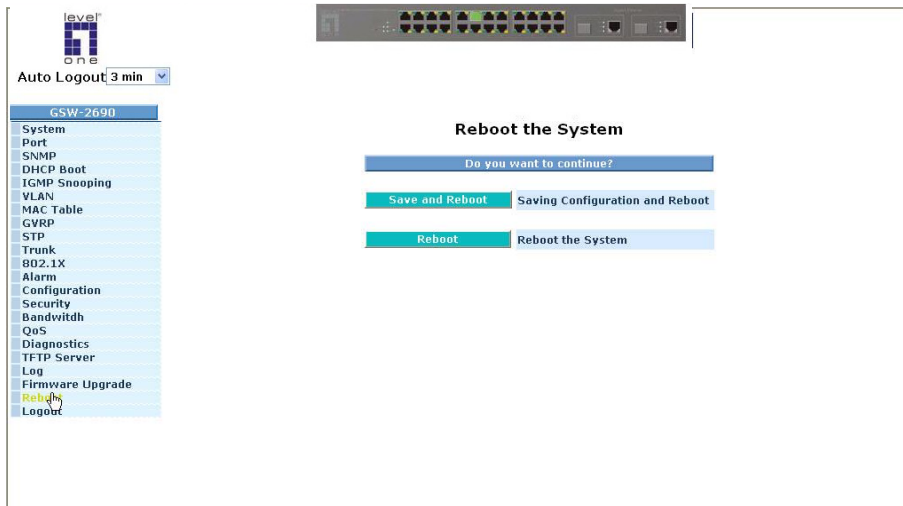 level
one
Auto Logout 3 min
GSW-2690
System
Port
SNMP
DHCP Boot
IGMP Snooping
VLAN
MAC Table
GVRP
STP
Trunk
802.1X
Alarm
Configuration
Security
Bandwitdh
QoS
Diagnostics
TFTP Server
Log
Firmware Upgrade
Reboot
Logout
Reboot the System
Do you want to continue?
Save and Reboot Saving Configuration and Reboot
Reboot Reboot the System